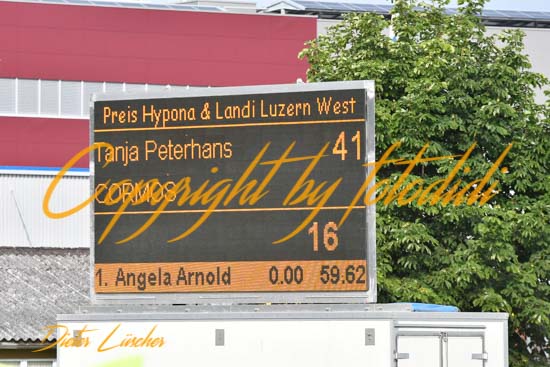 Preis Hypona & Landi Luzern West
Tanja Peterhans 41
CORMOS
Copyright by fotodidi
16
1. Angela Arnold 0.00 59.62
Dieter Lüscher